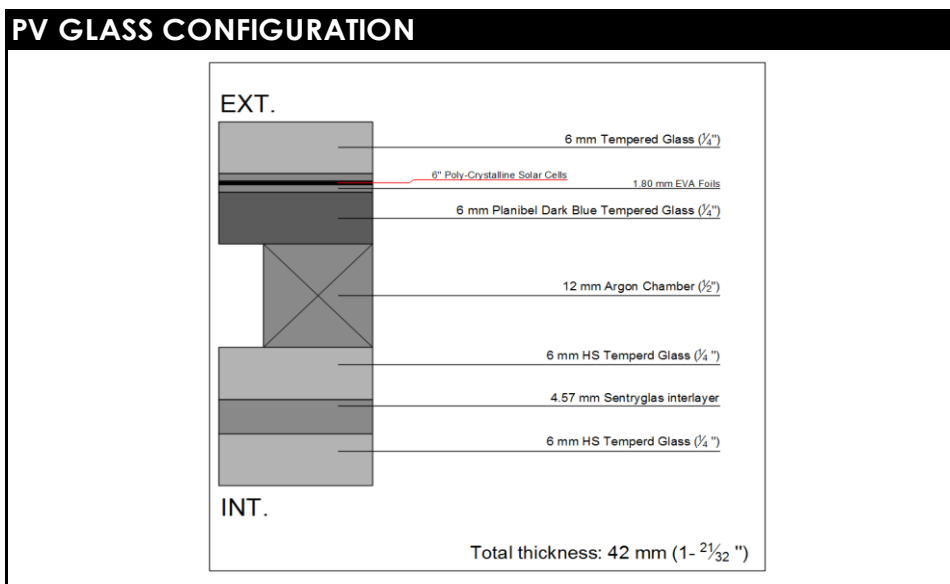 PV GLASS CONFIGURATION
EXT.
6 mm Tempered Glass (¼")
6" Poly-Crystalline Solar Cells
1.80 mm EVA Foils
6 mm Planibel Dark Blue Tempered Glass (¼")
12 mm Argon Chamber (½")
6 mm HS Temperd Glass (¼ ")
4.57 mm Sentryglas interlayer
6 mm HS Temperd Glass (¼ ")
INT.
Total thickness: 42 mm (1- 21⁄32 ")